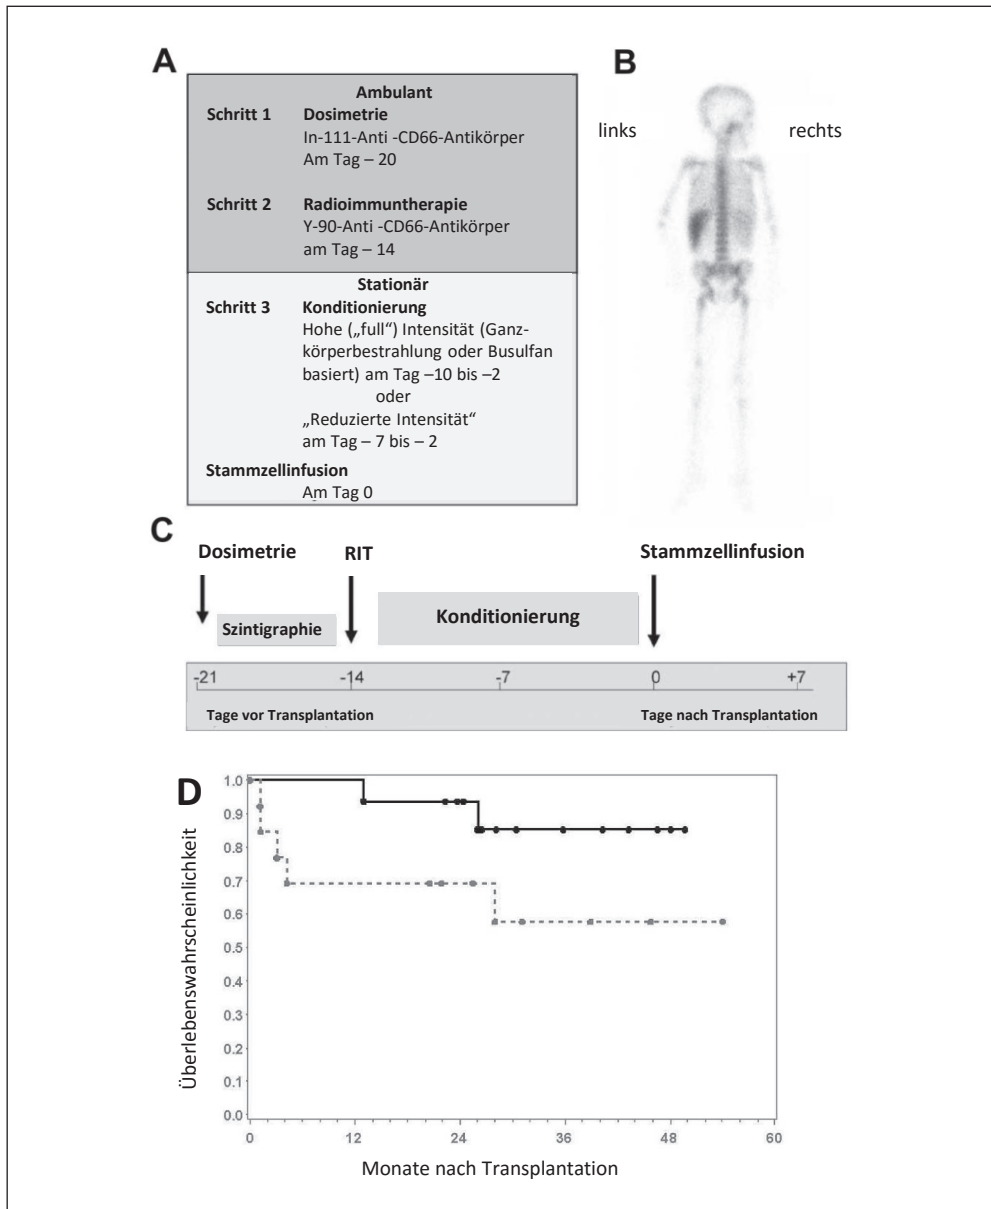 A
Ambulant
Schritt 1 Dosimetrie
In-111-Anti -CD66-Antikörper
Am Tag – 20
Schritt 2 Radioimmuntherapie
Y-90-Anti -CD66-Antikörper
am Tag – 14
Stationär
Schritt 3 Konditionierung
Hohe („full“) Intensität (Ganz-
körperbestrahlung oder Busulfan
basiert) am Tag –10 bis –2
oder
„Reduzierte Intensität“
am Tag – 7 bis – 2
Stammzellinfusion
Am Tag 0
B
links rechts
C
Dosimetrie RIT Stammzellinfusion
Szintigraphie Konditionierung
-21 -14 -7 0 +7
Tage vor Transplantation Tage nach Transplantation
D
Überlebenswahrscheinlichkeit
1.0
0.9
0.8
0.7
0.6
0.5
0.4
0.3
0.2
0.1
0.0
0 12 24 36 48 60
Monate nach Transplantation